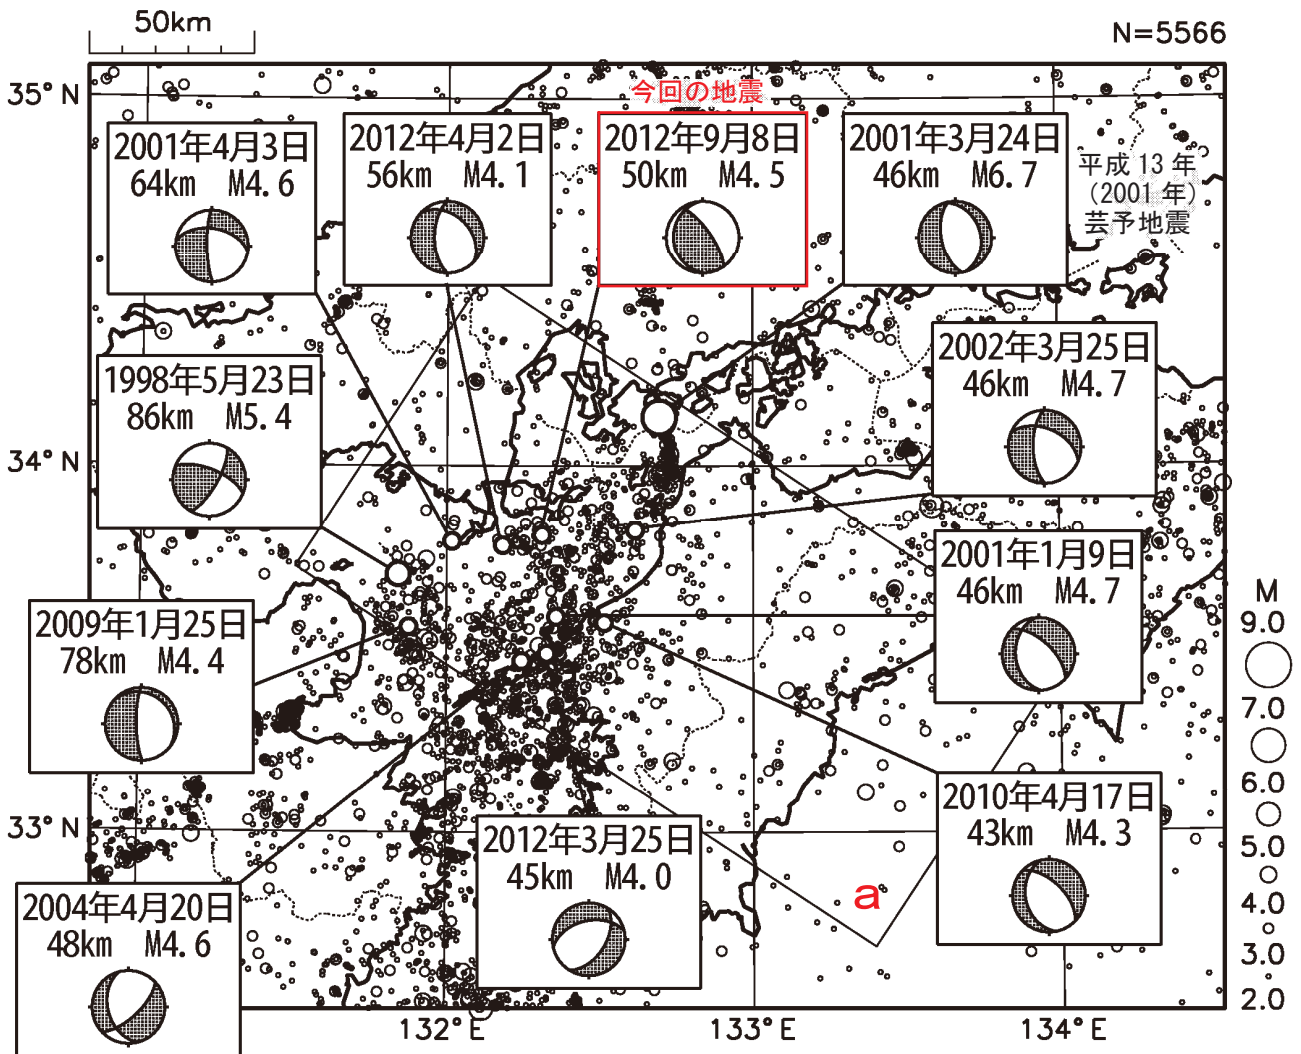 50km
N=5566
35°N
今回の地震
2001年4月3日
64km M4.6
2012年4月2日
56km M4.1
2012年9月8日
50km M4.5
2001年3月24日
46km M6.7
平成13年
(2001年)
芸予地震
1998年5月23日
86km M5.4
2002年3月25日
46km M4.7
34°N
2001年1月9日
46km M4.7
2009年1月25日
78km M4.4
M
9.0
7.0
6.0
5.0
4.0
3.0
2.0
33°N
2012年3月25日
45km M4.0
2010年4月17日
43km M4.3
a
2004年4月20日
48km M4.6
132°E
133°E
134°E